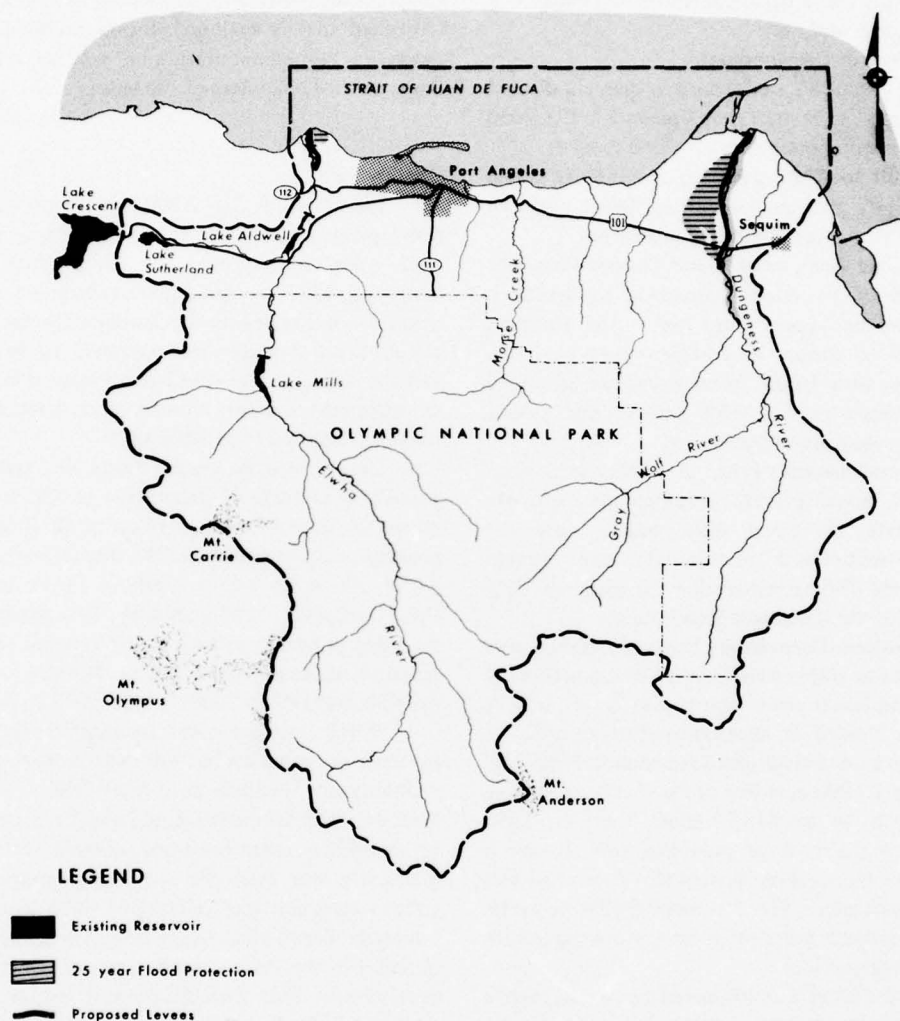 STRAIT OF JUAN DE FUCA
Port Angeles
112
Lake
Crescent
Lake Aldwell
Lake
Sutherland
111
101
Sequim
Morse Creek
Dungeness River
Lake Mills
OLYMPIC NATIONAL PARK
Elwha River
Gray Wolf River
Mt.
Carrie
Mt.
Olympus
Mt.
Anderson
LEGEND
Existing Reservoir
25 year Flood Protection
Proposed Levees